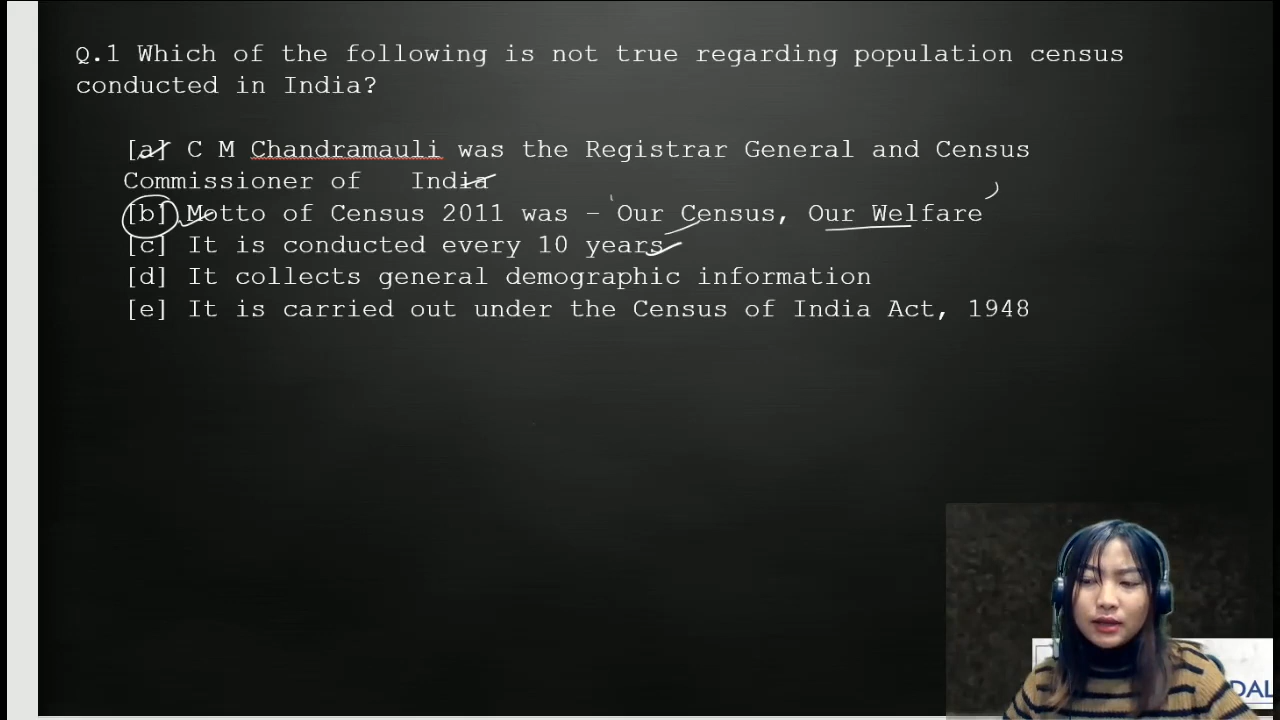 Q.1 Which of the following is not true regarding population census
conducted in India?
[a] C M Chandramauli was the Registrar General and Census
Commissioner of India
[b] Motto of Census 2011 was – Our Census, Our Welfare
[c] It is conducted every 10 years
[d] It collects general demographic information
[e] It is carried out under the Census of India Act, 1948